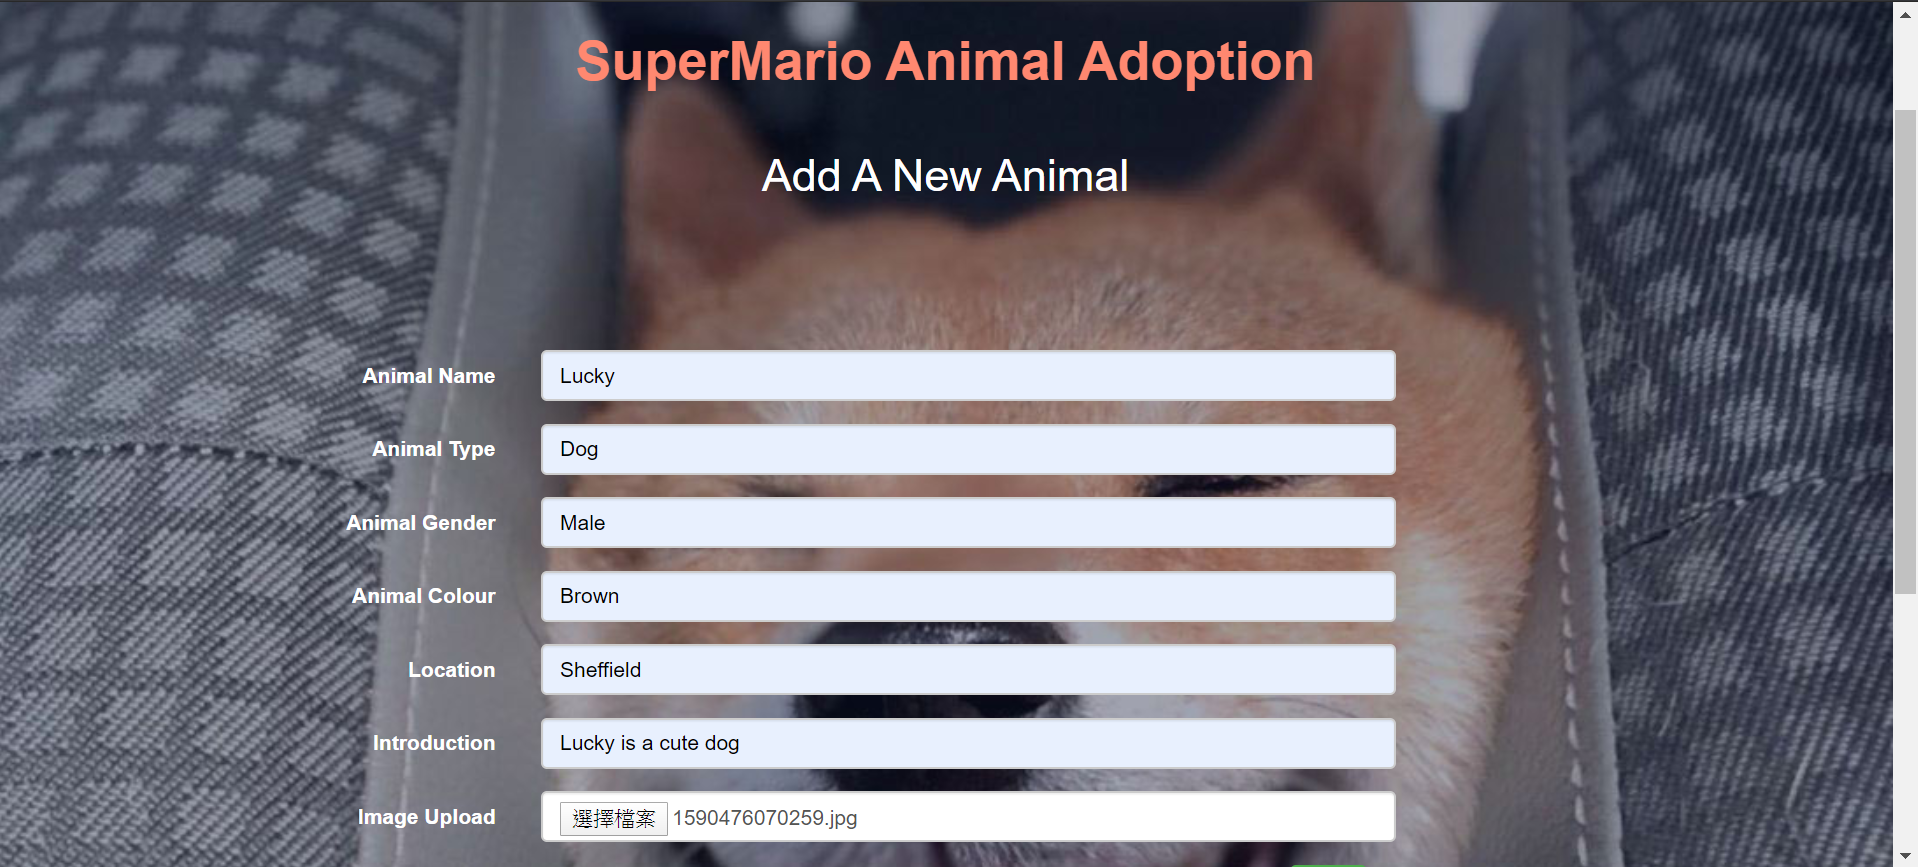 SuperMario Animal Adoption
Add A New Animal
Animal Name Lucky
Animal Type Dog
Animal Gender Male
Animal Colour Brown
Location Sheffield
Introduction Lucky is a cute dog
Image Upload 選擇檔案 1590476070259.jpg